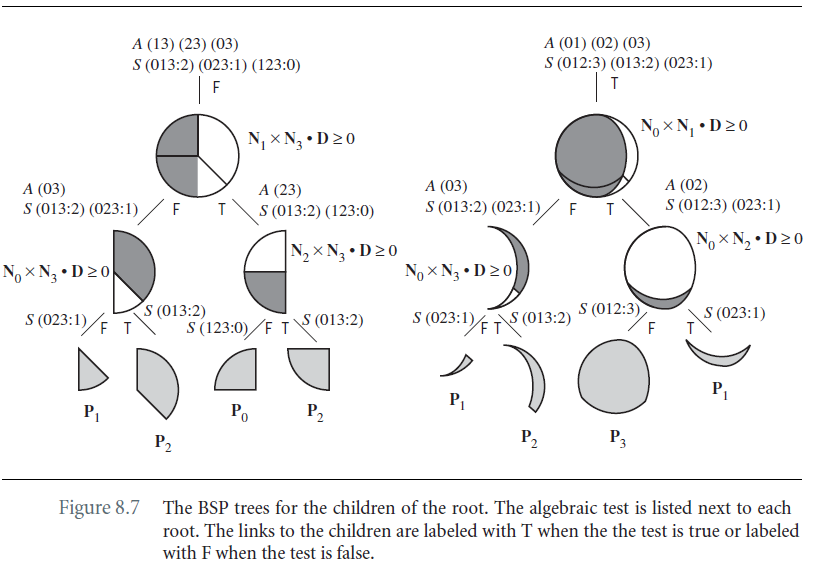 A (13) (23) (03)
S (013:2) (023:1) (123:0)
F
N₁ × N₃ • D ≥ 0
A (03)
S (013:2) (023:1)
F T
A (23)
S (013:2) (123:0)
N₀ × N₃ • D ≥ 0
N₂ × N₃ • D ≥ 0
S (023:1)
F T
S (013:2)
S (123:0)
F T
S (013:2)
P₁
P₂
P₀
P₂
A (01) (02) (03)
S (012:3) (013:2) (023:1)
T
N₀ × N₁ • D ≥ 0
A (03)
S (013:2) (023:1)
F T
A (02)
S (012:3) (023:1)
N₀ × N₃ • D ≥ 0
N₀ × N₂ • D ≥ 0
S (023:1)
F T
S (013:2)
S (012:3)
F T
S (023:1)
P₁
P₂
P₃
P₁
Figure 8.7 The BSP trees for the children of the root. The algebraic test is listed next to each
root. The links to the children are labeled with T when the the test is true or labeled
with F when the test is false.